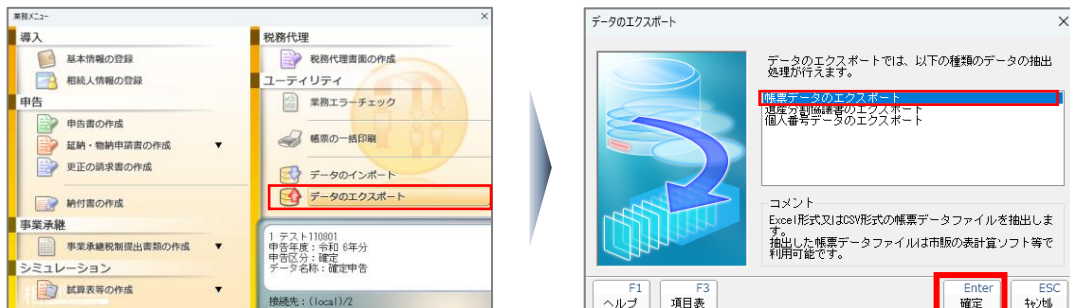 業務メニュー
×
導入
基本情報の登録
相続人情報の登録
申告
申告書の作成
延納・物納申請書の作成 ▼
更正の請求書の作成
納付書の作成
事業承継
事業承継税制提出書類の作成 ▼
シミュレーション
試算表等の作成 ▼
税務代理
税務代理書面の作成
ユーティリティ
業務エラーチェック
帳票の一括印刷
データのインポート
データのエクスポート
1 テスト110801
申告年度:令和 6年分
申告区分:確定
データ名称:確定申告
接続先:(local)/2
データのエクスポート
×
データのエクスポートでは、以下の種類のデータの抽出
処理が行えます。
帳票データのエクスポート
遺産分割協議書のエクスポート
個人番号データのエクスポート
コメント
Excel形式又はCSV形式の帳票データファイルを抽出しま
す。
抽出した帳票データファイルは市販の表計算ソフト等で
利用可能です。
F1
ヘルプ
F3
項目表
Enter
確定
ESC
キャンセル